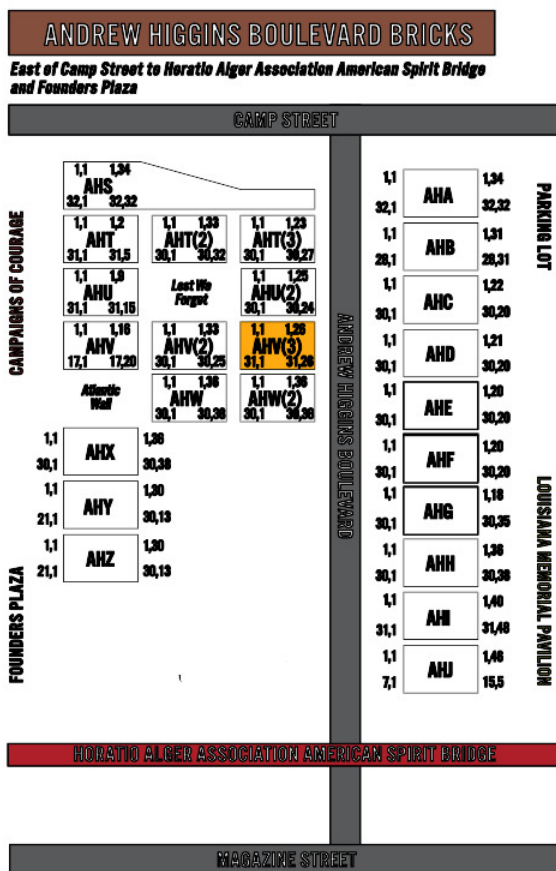 ANDREW HIGGINS BOULEVARD BRICKS
East of Camp Street to Horatio Alger Association American Spirit Bridge
and Founders Plaza
CAMP STREET
CAMPAIGNS OF COURAGE
1,1 1,34
AHS
32,1 32,32
1,1 1,2
AHT
31,1 31,5
1,1 1,33
AHT(2)
30,1 30,32
1,1 1,23
AHT(3)
30,1 30,27
1,1 1,9
AHU
31,1 31,15
Lest We
Forget
1,1 1,25
AHU(2)
30,1 30,24
1,1 1,16
AHV
17,1 17,20
1,1 1,33
AHV(2)
30,1 30,25
1,1 1,26
AHV(3)
31,1 31,26
Atlantic
Wall
1,1 1,36
AHW
30,1 30,36
1,1 1,36
AHW(2)
30,1 30,36
FOUNDERS PLAZA
1,1 1,36
AHX
30,1 30,38
1,1 1,30
AHY
21,1 30,13
1,1 1,30
AHZ
21,1 30,13
ANDREW HIGGINS BOULEVARD
1,1 1,34
AHA
32,1 32,32
1,1 1,31
AHB
28,1 28,31
1,1 1,22
AHC
30,1 30,20
1,1 1,21
AHD
30,1 30,20
1,1 1,20
AHE
30,1 30,20
1,1 1,20
AHF
30,1 30,20
1,1 1,18
AHG
30,1 30,35
1,1 1,36
AHH
30,1 30,36
1,1 1,40
AHI
31,1 31,48
1,1 1,46
AHJ
7,1 15,5
PARKING LOT
LOUISIANA MEMORIAL PAVILION
HORATIO ALGER ASSOCIATION AMERICAN SPIRIT BRIDGE
MAGAZINE STREET